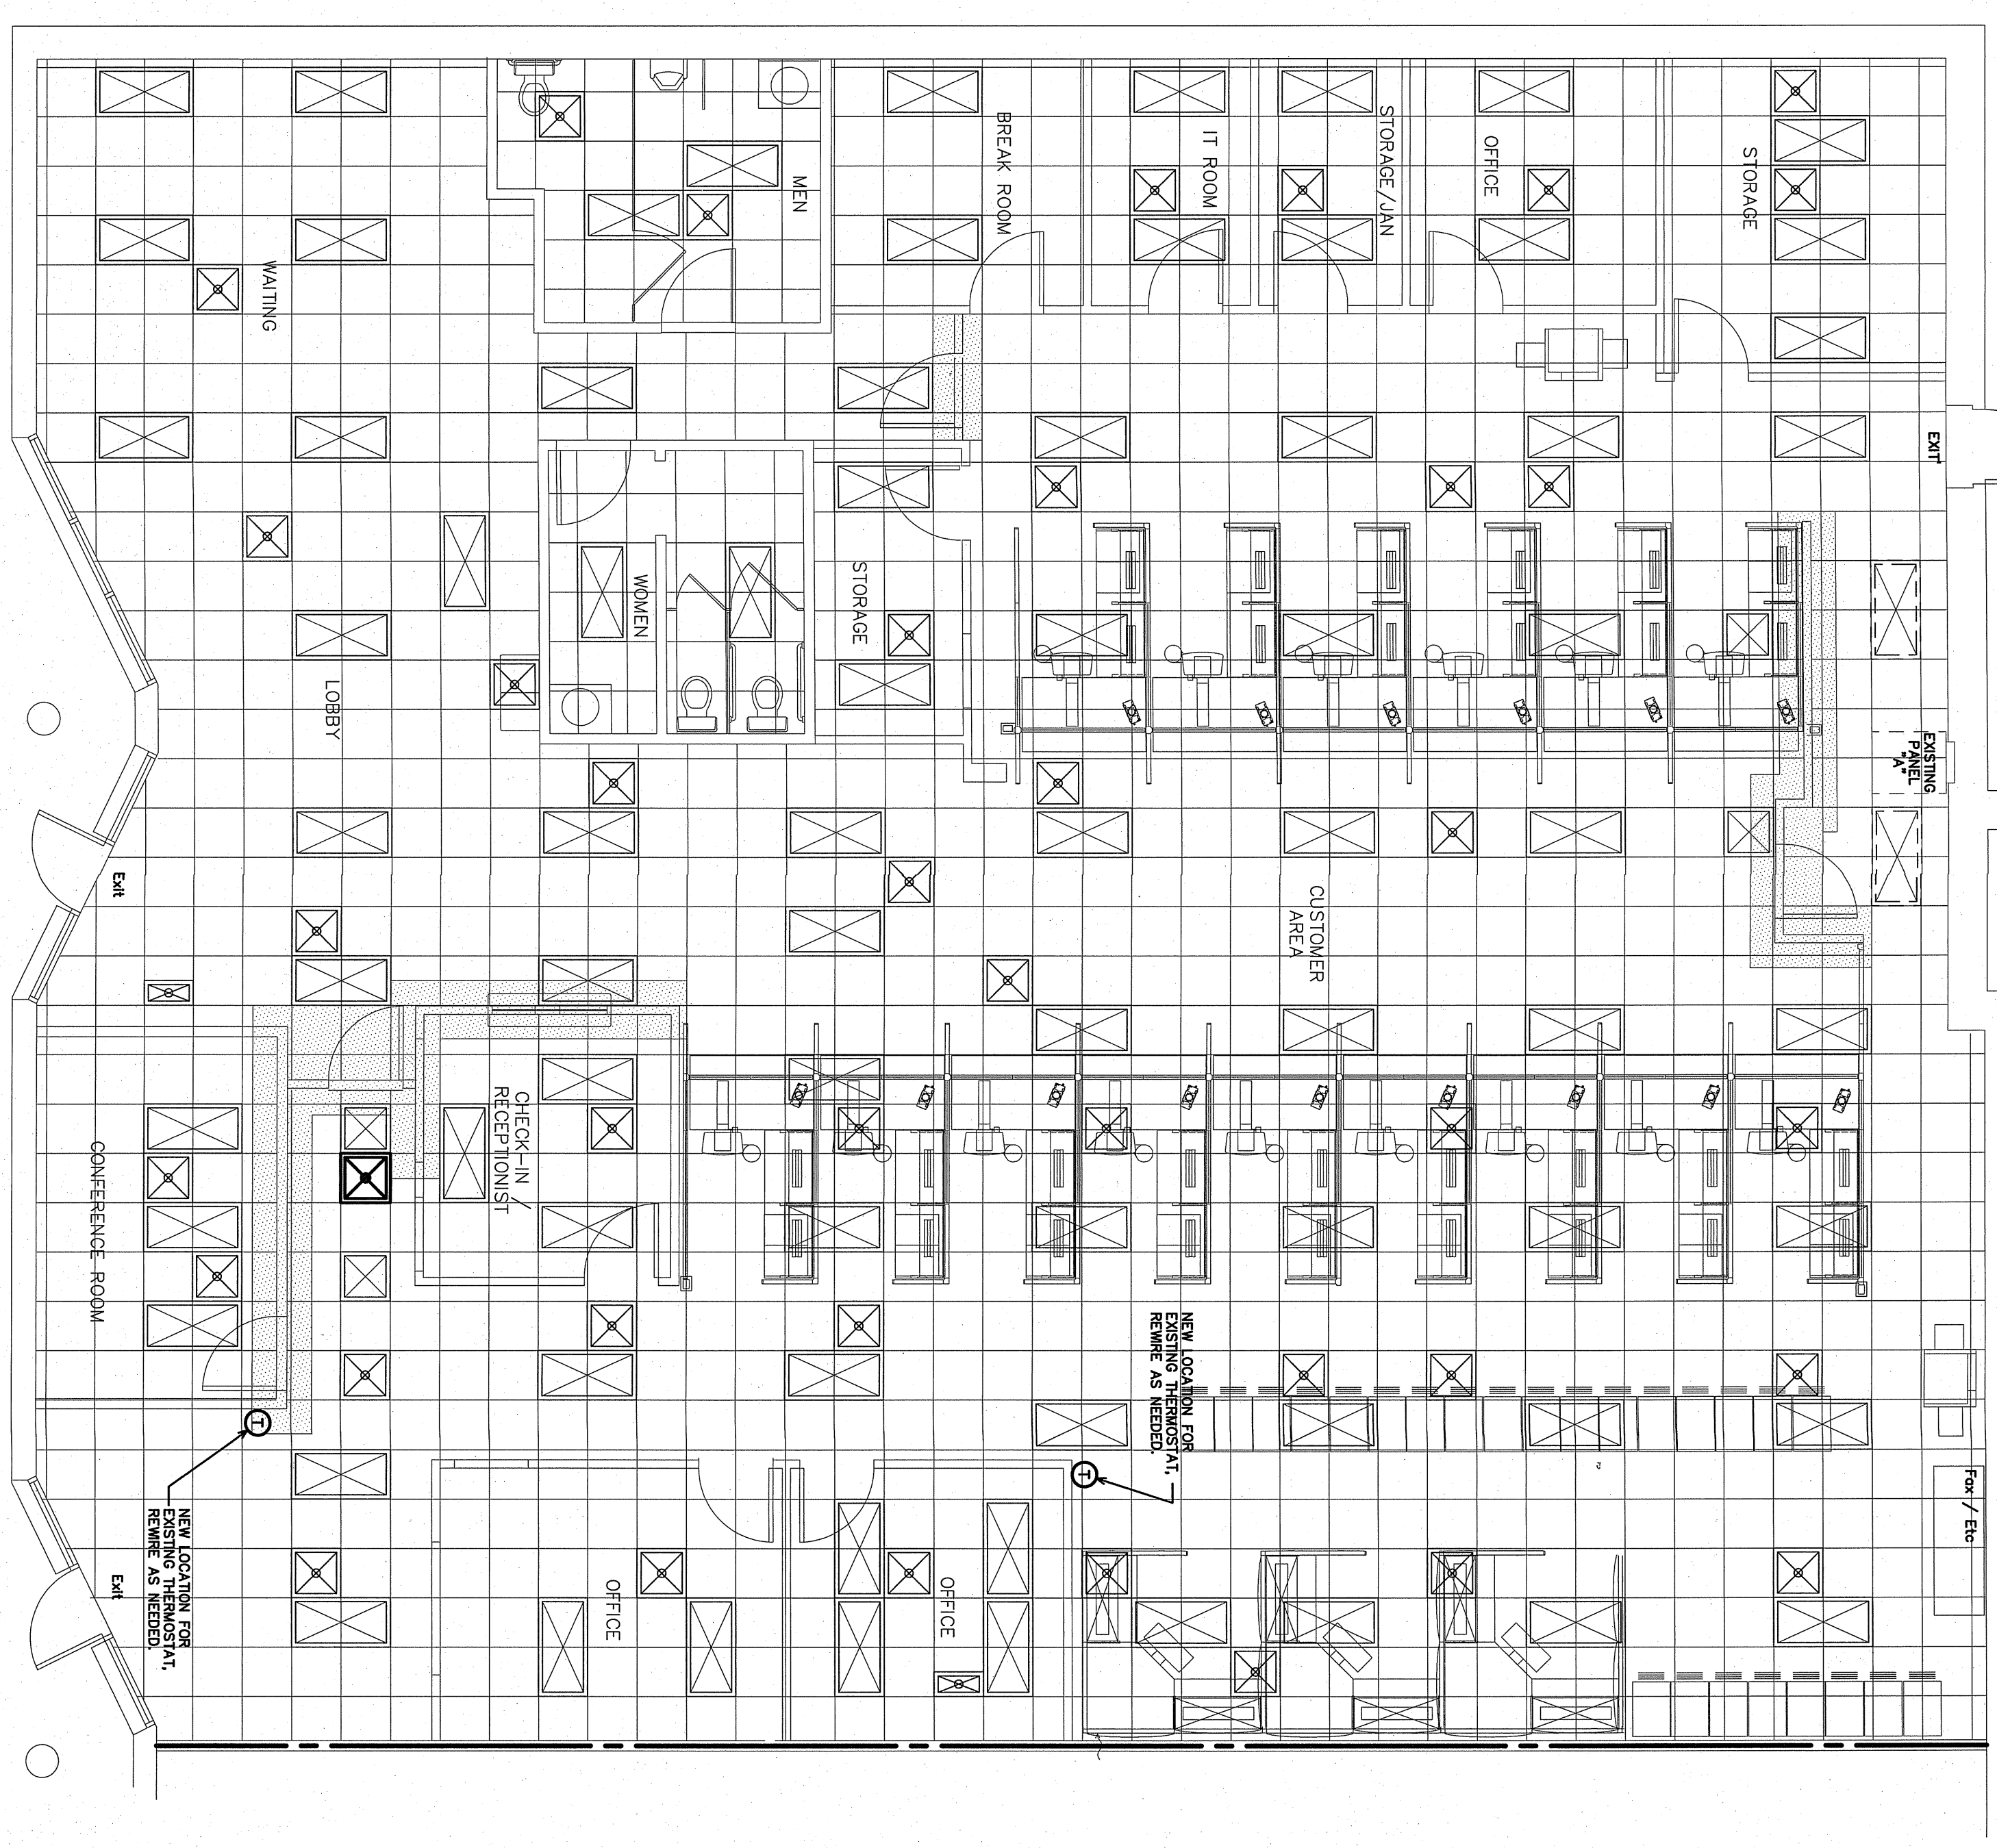 BREAK ROOM
IT ROOM
STORAGE/JAN
OFFICE
STORAGE
MEN
WAITING
EXIT
WOMEN
STORAGE
LOBBY
EXISTING
PANEL
"A"
Exit
CUSTOMER
AREA
CHECK-IN /
RECEPTIONIST
CONFERENCE ROOM
NEW LOCATION FOR
EXISTING THERMOSTAT,
REWIRE AS NEEDED.
T
T
Fax / Etc
NEW LOCATION FOR
EXISTING THERMOSTAT,
REWIRE AS NEEDED.
Exit
OFFICE
OFFICE